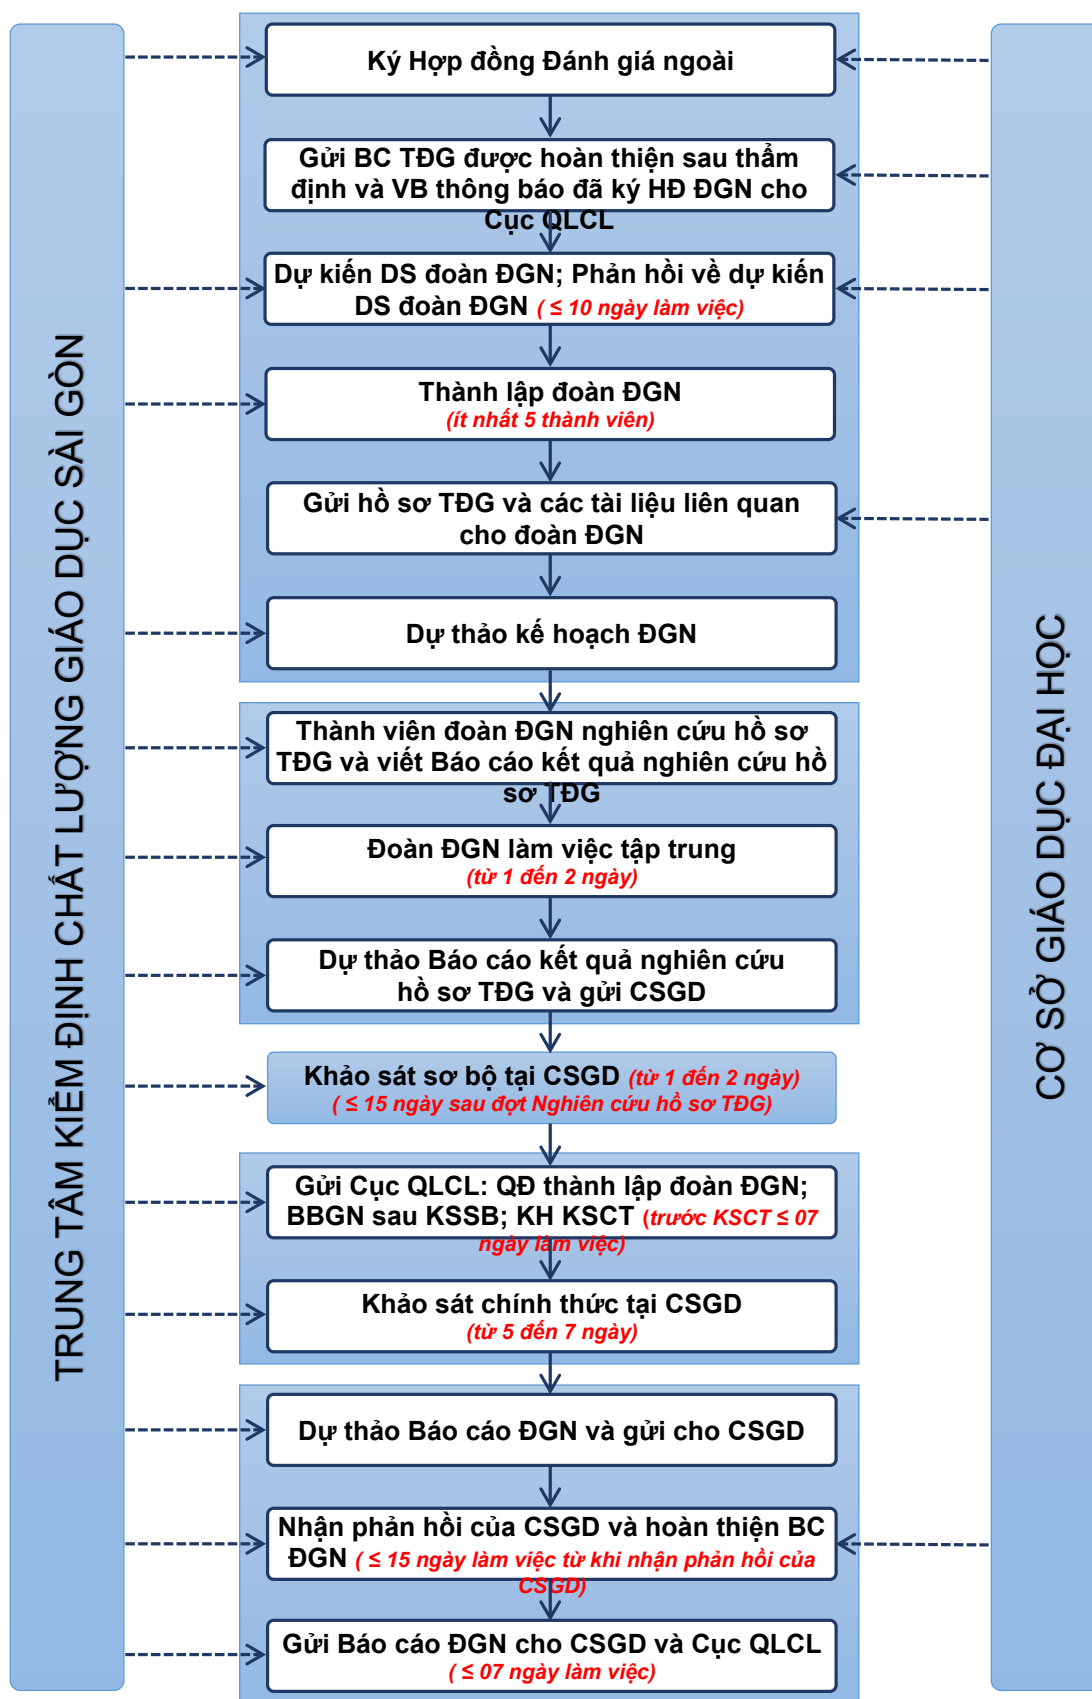 TRUNG TÂM KIỂM ĐỊNH CHẤT LƯỢNG GIÁO DỤC SÀI GÒN
Ký Hợp đồng Đánh giá ngoài
Gửi BC TĐG được hoàn thiện sau thẩm
định và VB thông báo đã ký HĐ ĐGN cho
Cục QLCL
Dự kiến DS đoàn ĐGN; Phản hồi về dự kiến
DS đoàn ĐGN ( ≤ 10 ngày làm việc)
Thành lập đoàn ĐGN
(ít nhất 5 thành viên)
Gửi hồ sơ TĐG và các tài liệu liên quan
cho đoàn ĐGN
Dự thảo kế hoạch ĐGN
Thành viên đoàn ĐGN nghiên cứu hồ sơ
TĐG và viết Báo cáo kết quả nghiên cứu hồ
sơ TĐG
Đoàn ĐGN làm việc tập trung
(từ 1 đến 2 ngày)
Dự thảo Báo cáo kết quả nghiên cứu
hồ sơ TĐG và gửi CSGD
Khảo sát sơ bộ tại CSGD (từ 1 đến 2 ngày)
( ≤ 15 ngày sau đợt Nghiên cứu hồ sơ TĐG)
Gửi Cục QLCL: QĐ thành lập đoàn ĐGN;
BBGN sau KSSB; KH KSCT (trước KSCT ≤ 07
ngày làm việc)
Khảo sát chính thức tại CSGD
(từ 5 đến 7 ngày)
Dự thảo Báo cáo ĐGN và gửi cho CSGD
Nhận phản hồi của CSGD và hoàn thiện BC
ĐGN ( ≤ 15 ngày làm việc từ khi nhận phản hồi của
CSGD)
Gửi Báo cáo ĐGN cho CSGD và Cục QLCL
( ≤ 07 ngày làm việc)
CƠ SỞ GIÁO DỤC ĐẠI HỌC